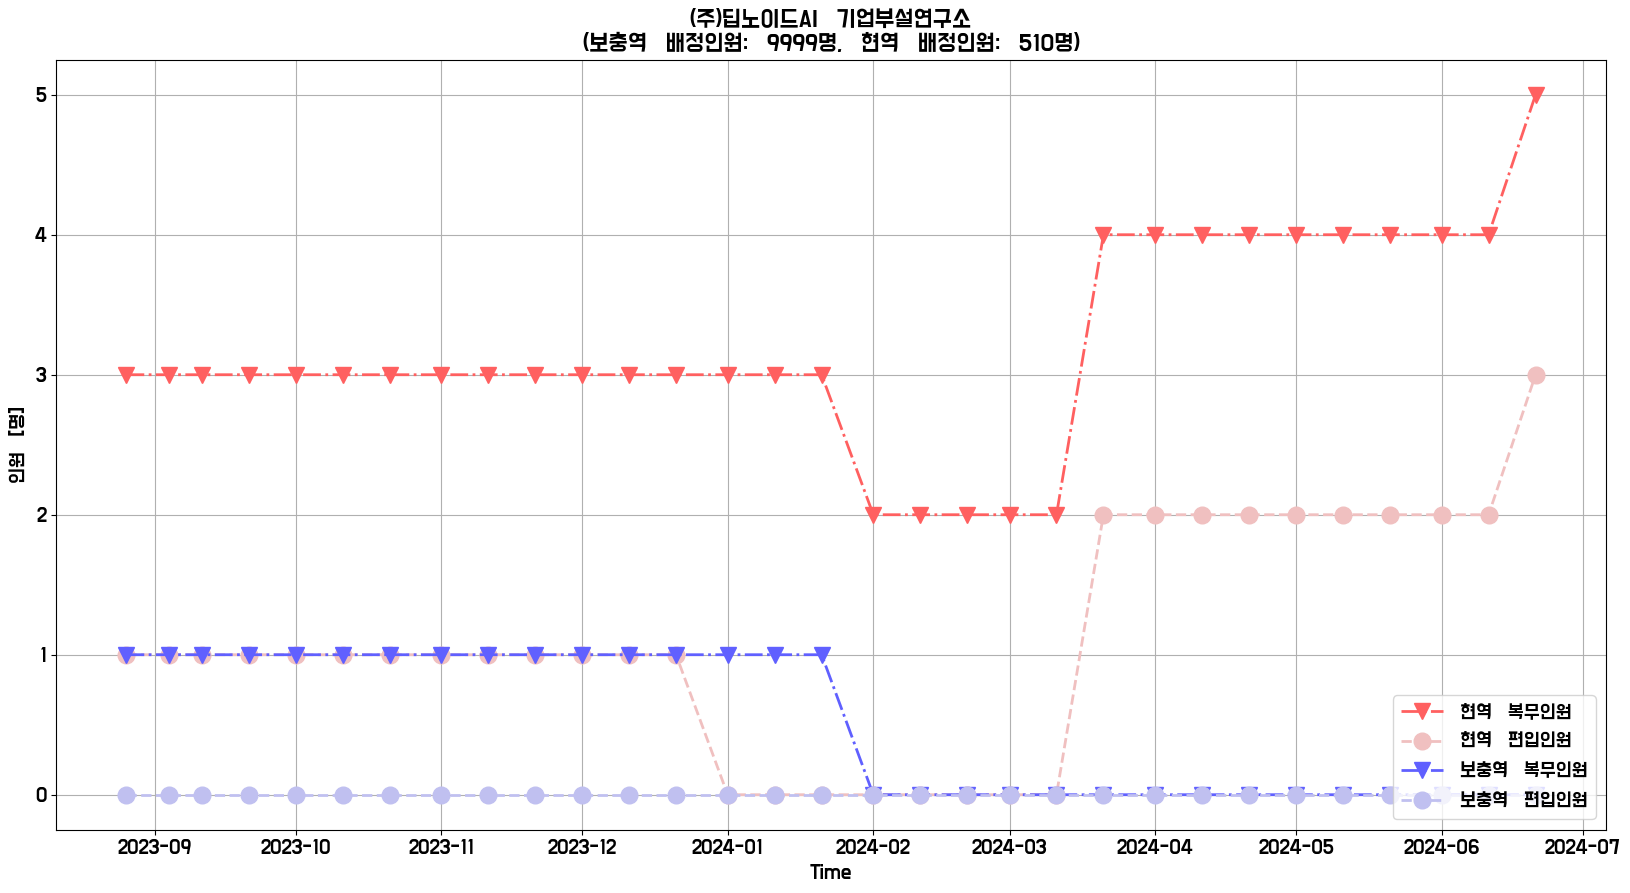 (주)딥노이드AI 기업부설연구소
(보충역 배정인원: 9999명, 현역 배정인원: 510명)
5
4
3
2
1
0
인원 [명]
현역 복무인원
현역 편입인원
보충역 복무인원
보충역 편입인원
2023-09 2023-10 2023-11 2023-12 2024-01 2024-02 2024-03 2024-04 2024-05 2024-06 2024-07
Time